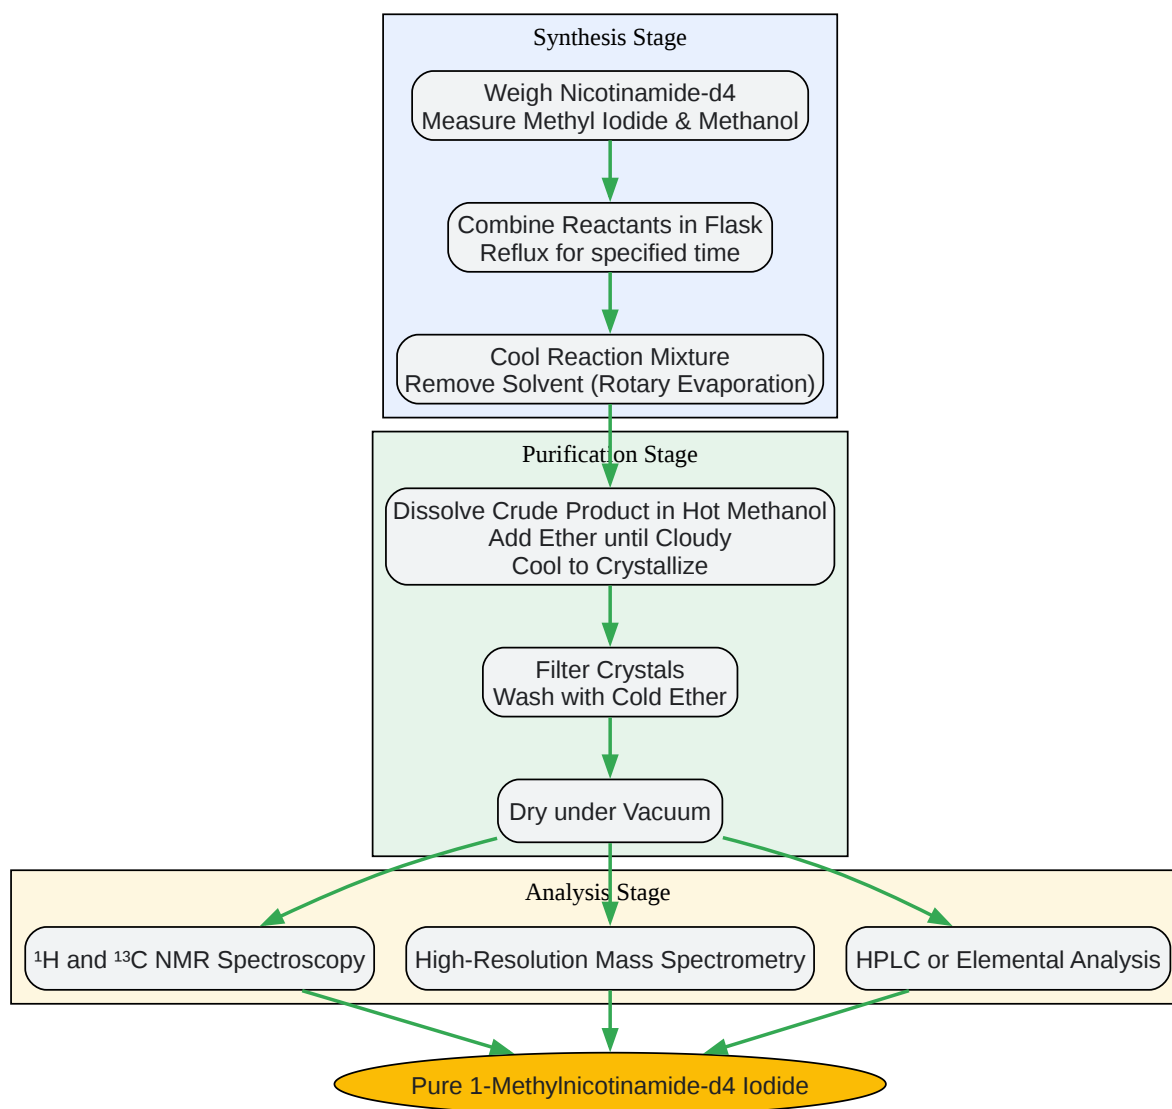 Synthesis Stage
Weigh Nicotinamide-d4
Measure Methyl Iodide & Methanol
Combine Reactants in Flask
Reflux for specified time
Cool Reaction Mixture
Remove Solvent (Rotary Evaporation)
Purification Stage
Dissolve Crude Product in Hot Methanol
Add Ether until Cloudy
Cool to Crystallize
Filter Crystals
Wash with Cold Ether
Dry under Vacuum
Analysis Stage
¹H and ¹³C NMR Spectroscopy
High-Resolution Mass Spectrometry
HPLC or Elemental Analysis
Pure 1-Methylnicotinamide-d4 Iodide